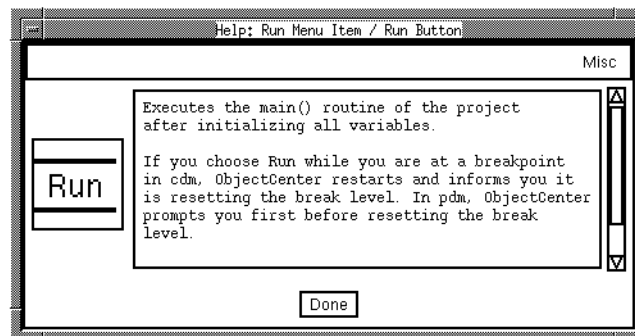 Help: Run Menu Item / Run Button
Misc
Executes the main() routine of the project
after initializing all variables.
If you choose Run while you are at a breakpoint
in cdm, ObjectCenter restarts and informs you it
is resetting the break level. In pdm, ObjectCenter
prompts you first before resetting the break
level.
Run
Done